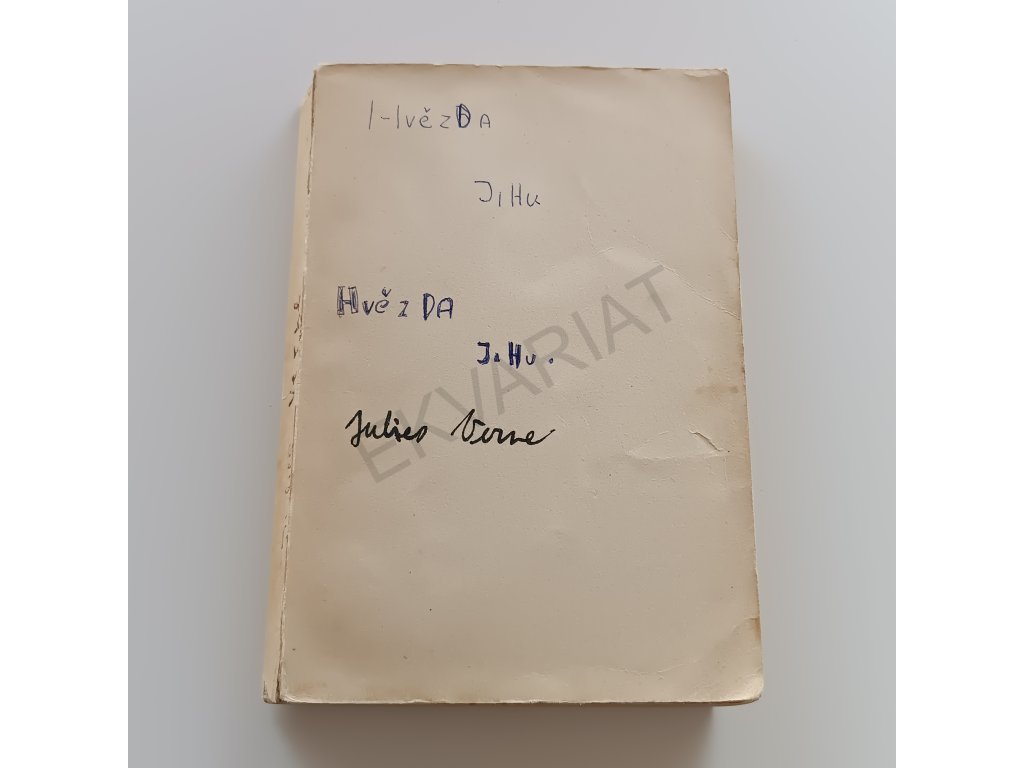 HvězDA
JiHu
HvězDA
JiHu.
Julies Verne
EKVARIAT